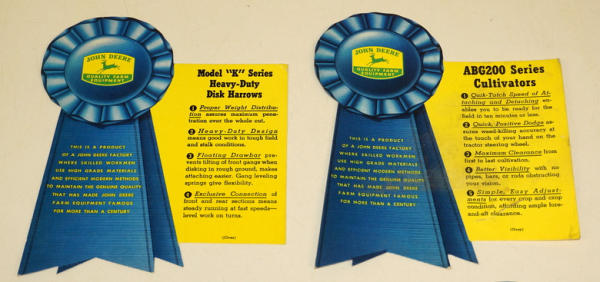 JOHN DEERE
QUALITY FARM
EQUIPMENT
THIS IS A PRODUCT
OF A JOHN DEERE FACTORY
WHERE SKILLED WORKMEN
USE HIGH GRADE MATERIALS
AND EFFICIENT MODERN METHODS
TO MAINTAIN THE GENUINE QUALITY
THAT HAS MADE JOHN DEERE
FARM EQUIPMENT FAMOUS
FOR MORE THAN A CENTURY
Model "K" Series
Heavy-Duty
Disk Harrows
1 Proper Weight Distribu-
tion assures maximum pene-
tration over the whole cut.
2 Heavy-Duty Design
means good work in tough field
and stalk conditions.
3 Floating Drawbar pre-
vents tilting of front gangs when
disking in rough ground, makes
attaching easier. Gang leveling
springs give flexibility.
4 Exclusive Connection of
front and rear sections means
steady running at fast speeds—
level work on turns.
(Over)
JOHN DEERE
QUALITY FARM
EQUIPMENT
THIS IS A PRODUCT
OF A JOHN DEERE FACTORY
WHERE SKILLED WORKMEN
USE HIGH GRADE MATERIALS
AND EFFICIENT MODERN METHODS
TO MAINTAIN THE GENUINE QUALITY
THAT HAS MADE JOHN DEERE
FARM EQUIPMENT FAMOUS
FOR MORE THAN A CENTURY
ABG200 Series
Cultivators
1 Quik-Tatch Speed of At-
taching and Detaching en-
ables you to be ready for the
field in ten minutes or less.
2 Quick, Positive Dodge as-
sures weed-killing accuracy at
the touch of your hand on the
tractor steering wheel.
3 Maximum Clearance from
first to last cultivation.
4 Better Visibility with no
pipes, bars, or rods obstructing
your vision.
5 Simple, Easy Adjust-
ments for every crop and crop
condition, affording ample fore-
and-aft clearance.
(Over)